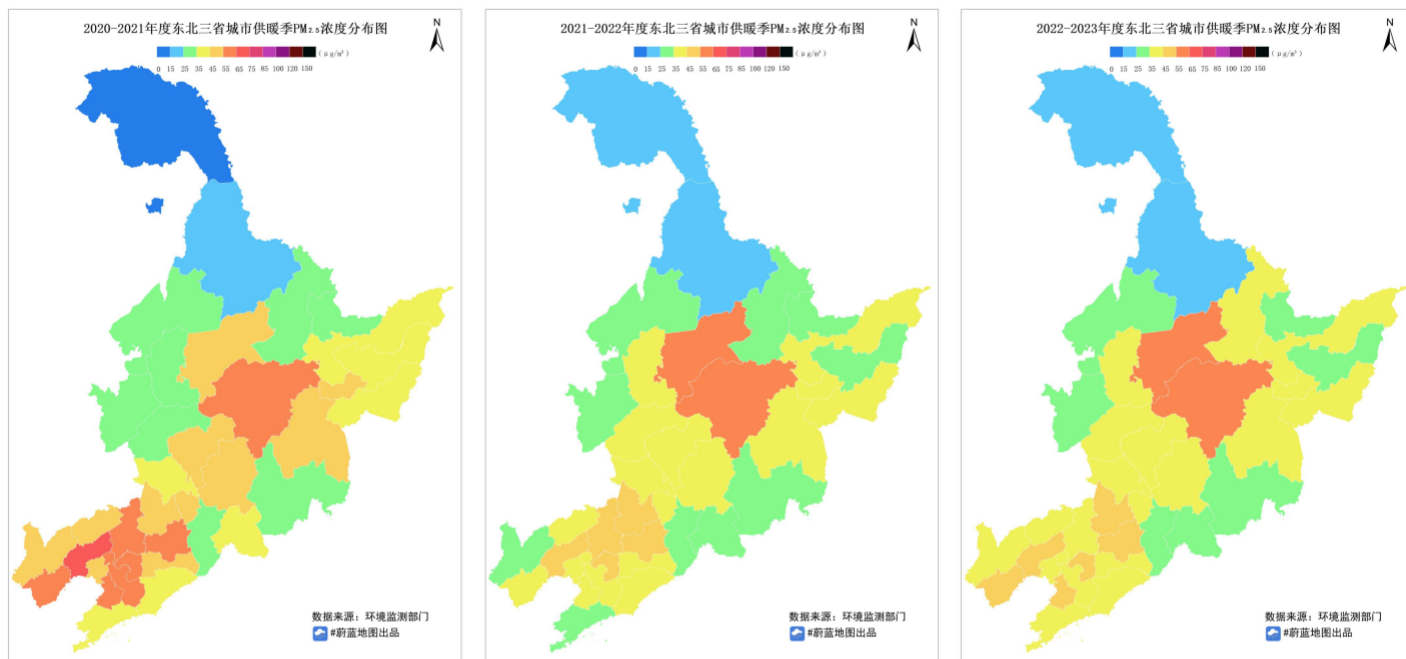 2020-2021年度东北三省城市供暖季PM2.5浓度分布图
N
(μg/m³)
0 15 25 35 45 55 65 75 85 100 120 150
数据来源：环境监测部门
#蔚蓝地图出品
2021-2022年度东北三省城市供暖季PM2.5浓度分布图
N
(μg/m³)
0 15 25 35 45 55 65 75 85 100 120 150
数据来源：环境监测部门
#蔚蓝地图出品
2022-2023年度东北三省城市供暖季PM2.5浓度分布图
N
(μg/m³)
0 15 25 35 45 55 65 75 85 100 120 150
数据来源：环境监测部门
#蔚蓝地图出品